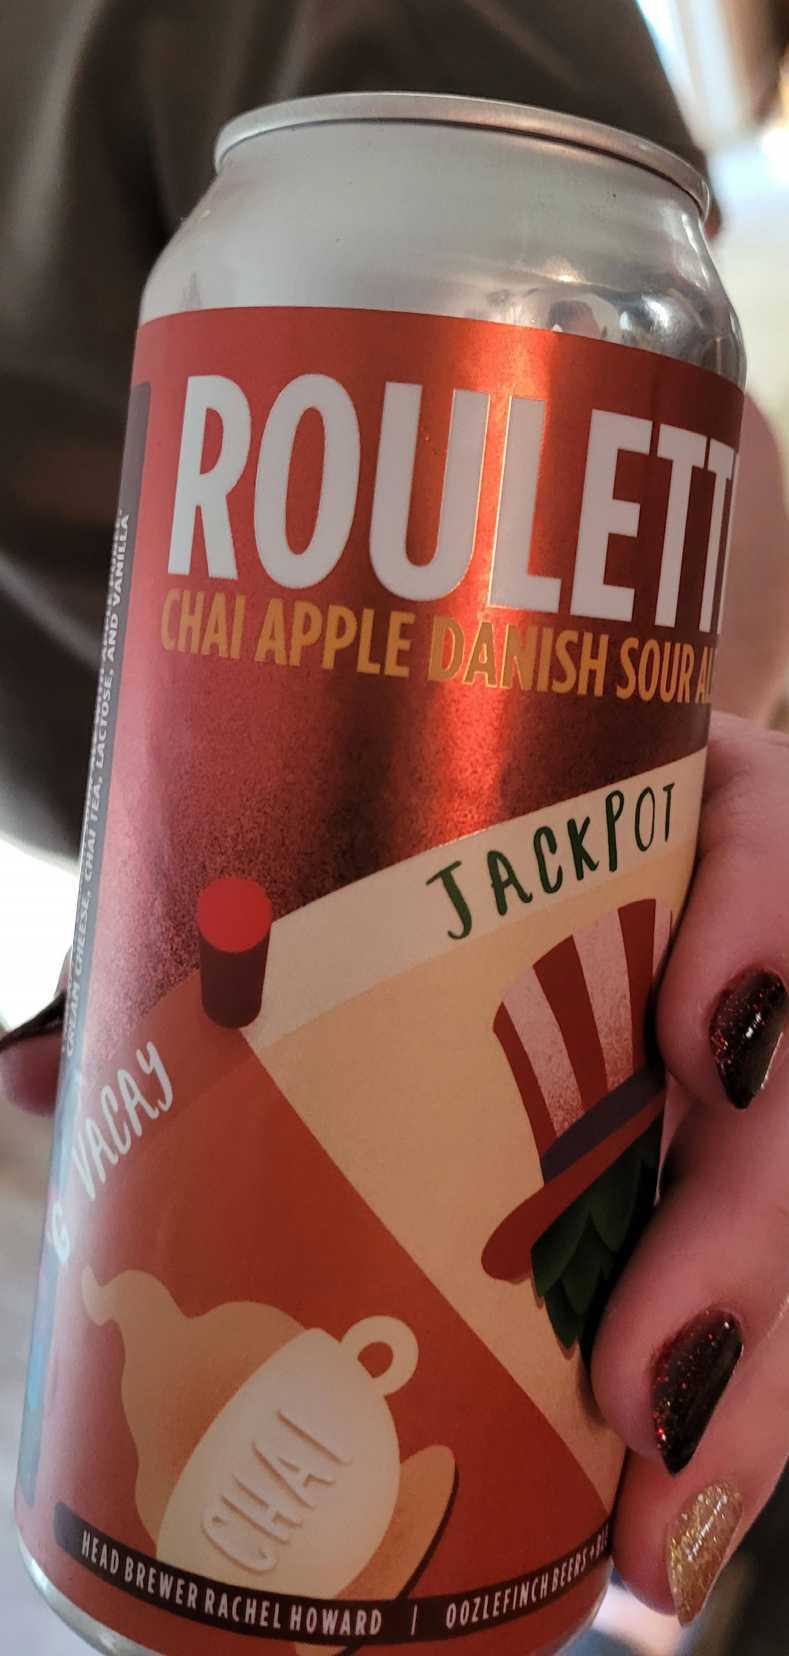 ROULETT
CHAI APPLE DANISH SOUR
JACKPOT
VACAY
CHAI
HEAD BREWER RACHEL HOWARD | OOZLEFINCH BEERS +
CREAM CHEESE, CHAI TEA, LACTOSE, AND VANILLA